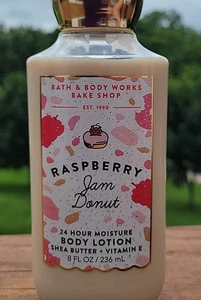 BATH & BODY WORKS
BAKE SHOP
EST. 1990
RASPBERRY
Jam
Donut
24 HOUR MOISTURE
BODY LOTION
SHEA BUTTER + VITAMIN E
8 FL OZ / 236 mL